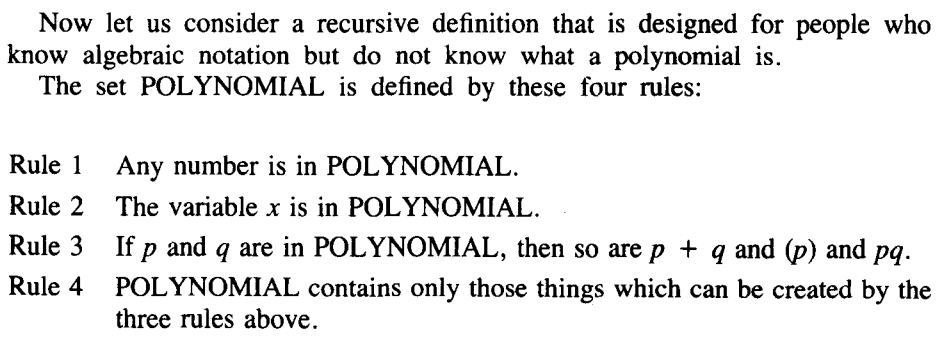 Now let us consider a recursive definition that is designed for people who
know algebraic notation but do not know what a polynomial is.
The set POLYNOMIAL is defined by these four rules:
Rule 1 Any number is in POLYNOMIAL.
Rule 2 The variable x is in POLYNOMIAL.
Rule 3 If p and q are in POLYNOMIAL, then so are p + q and (p) and pq.
Rule 4 POLYNOMIAL contains only those things which can be created by the
three rules above.